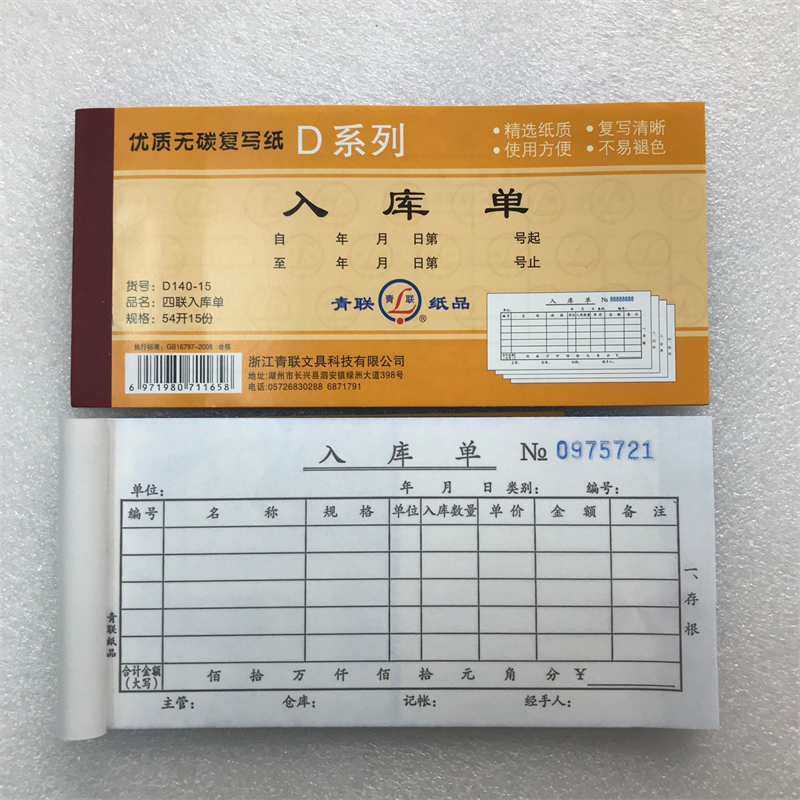 优质无碳复写纸 D系列
•精选纸质 •复写清晰
•使用方便 •不易褪色
入库单
自 年 月 日第 号起
至 年 月 日第 号止
货号：D140-15
品名：四联入库单
规格：54开15份
青联 青联 纸品 ®
执行标准：GB16797-2008 合格
入库单 № 88888888
6 971980 711658
浙江青联文具科技有限公司
地址:湖州市长兴县泗安镇绿洲大道398号
电话:05726830288 6871791
入库单 № 0975721
单位： 年 月 日 类别： 编号：
编号 名称 规格 单位 入库数量 单价 金额 备注
一、存根
青联纸品
合计金额（大写） 佰 拾 万 仟 佰 拾 元 角 分 ¥
主管： 仓库： 记帐： 经手人：